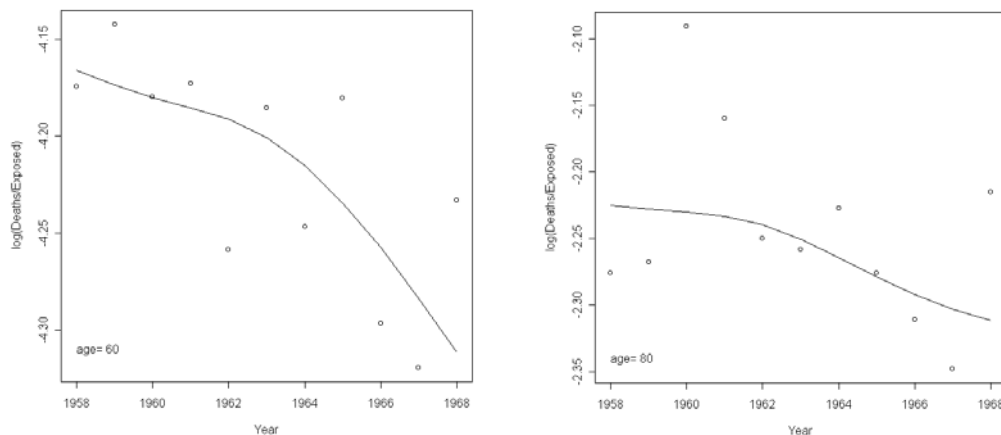 -4.15
-4.20
-4.25
-4.30
log(Deaths/Exposed)
age= 60
1958 1960 1962 1964 1966 1968
Year
-2.10
-2.15
-2.20
-2.25
-2.30
-2.35
log(Deaths/Exposed)
age= 80
1958 1960 1962 1964 1966 1968
Year